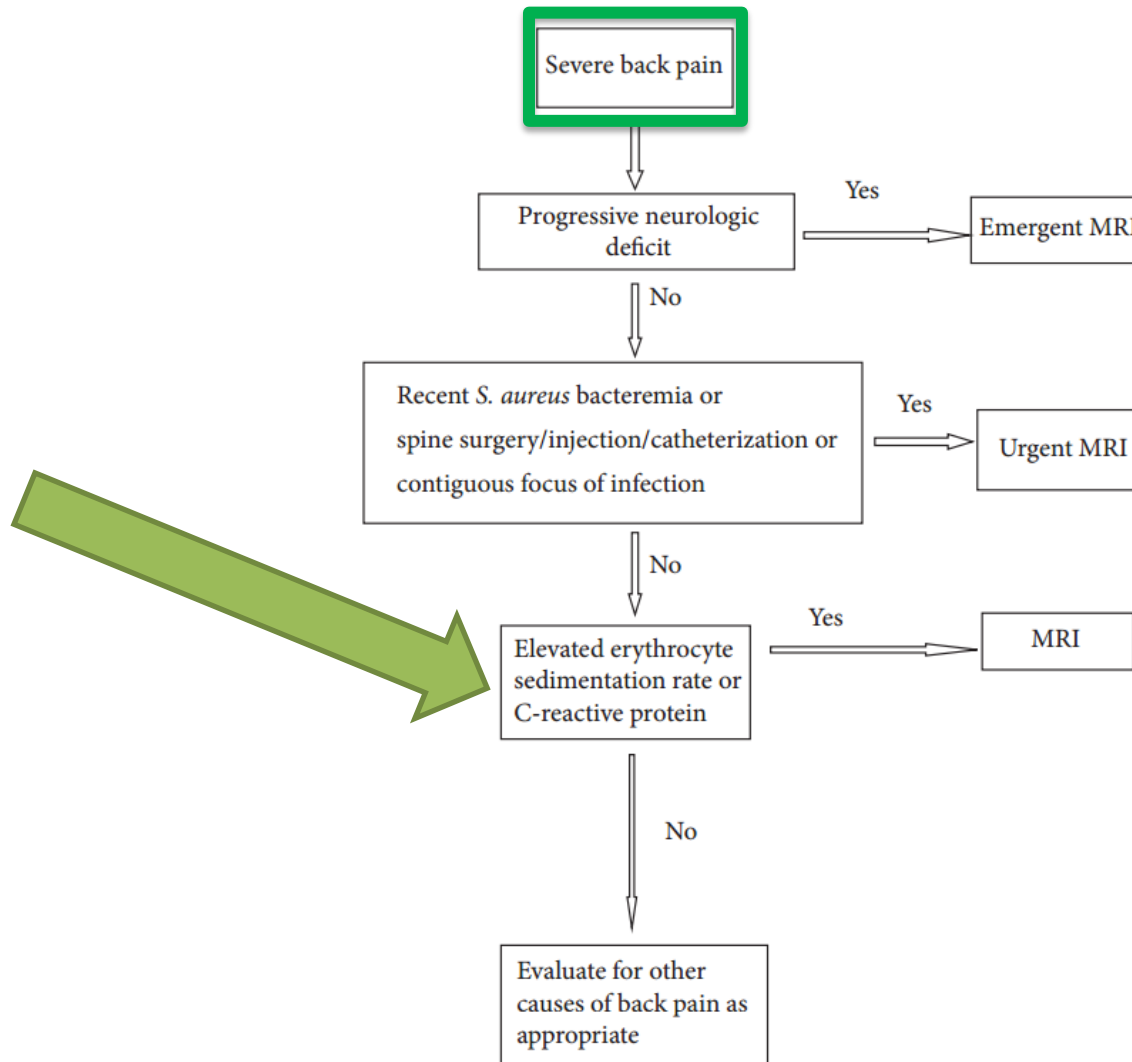 Severe back pain
Progressive neurologic
deficit
Yes
Emergent MRI
No
Recent S. aureus bacteremia or
spine surgery/injection/catheterization or
contiguous focus of infection
Yes
Urgent MRI
No
Elevated erythrocyte
sedimentation rate or
C-reactive protein
Yes
MRI
No
Evaluate for other
causes of back pain as
appropriate